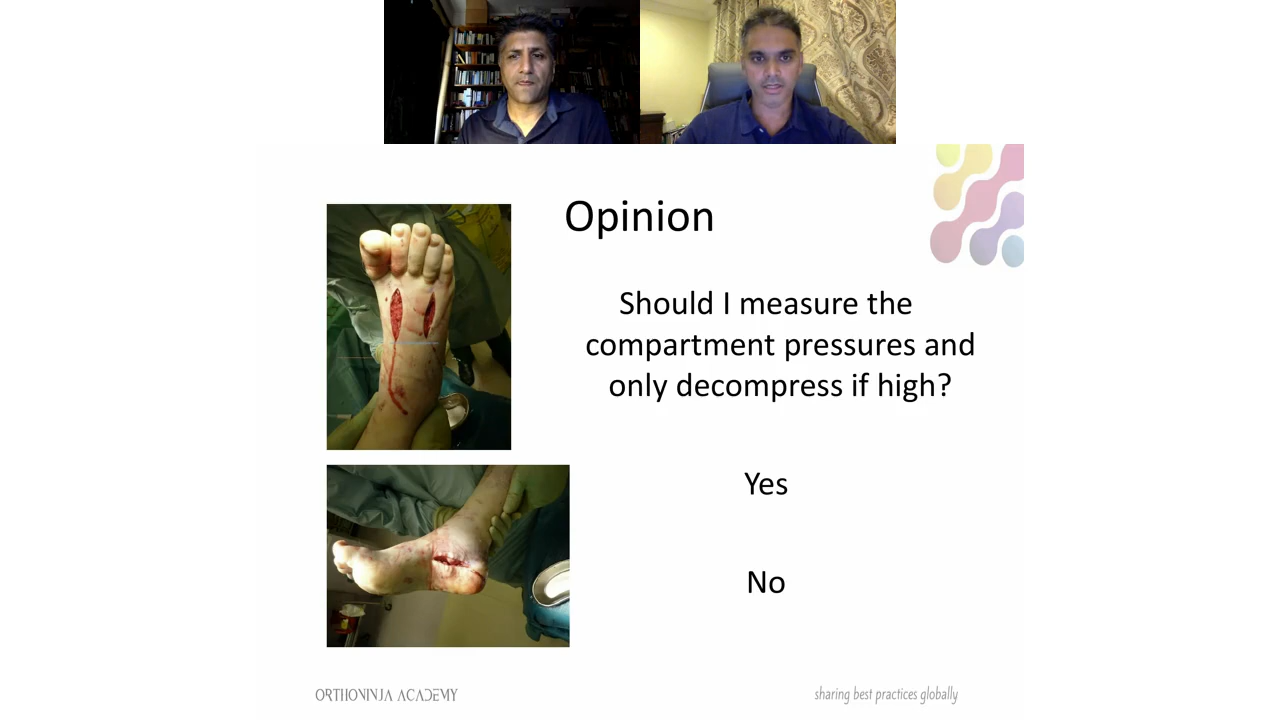 Opinion
Should I measure the
compartment pressures and
only decompress if high?
Yes
No
ORTHONINJA ACADEMY
sharing best practices globally